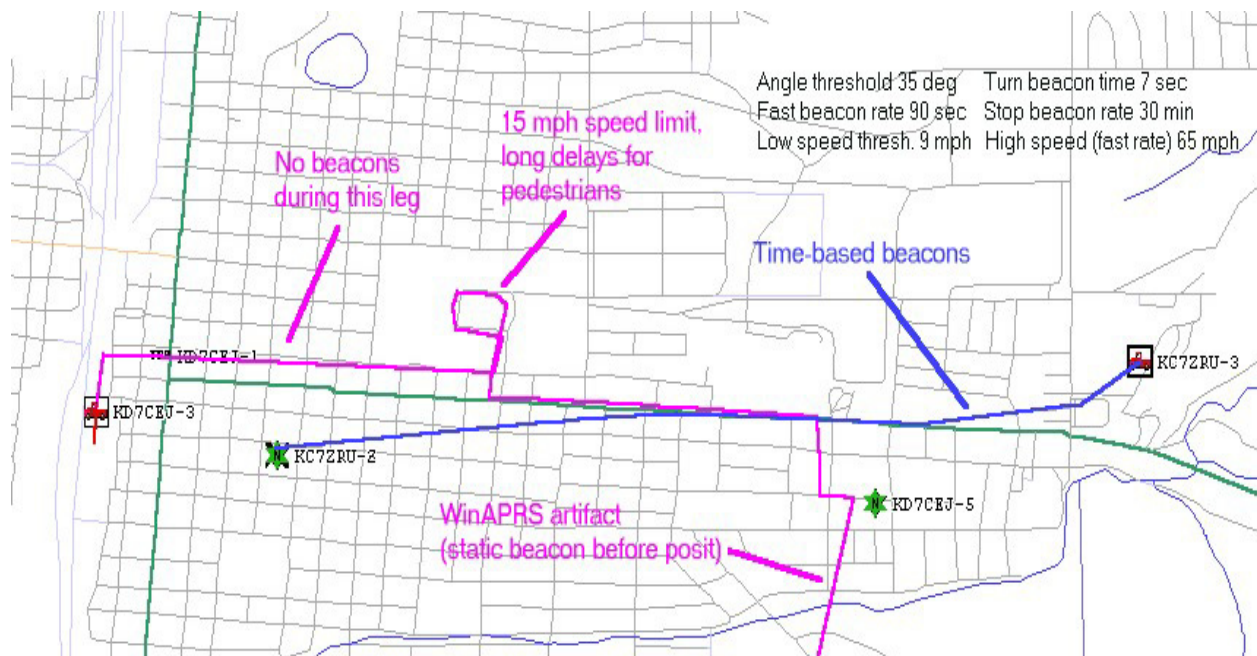 Angle threshold 35 deg Turn beacon time 7 sec
Fast beacon rate 90 sec Stop beacon rate 30 min
Low speed thresh. 9 mph High speed (fast rate) 65 mph
15 mph speed limit,
long delays for
pedestrians
No beacons
during this leg
Time-based beacons
KD7CEJ-1
KC7ZRU-3
KD7CEJ-3
KC7ZRU-2
KD7CEJ-5
WinAPRS artifact
(static beacon before posit)